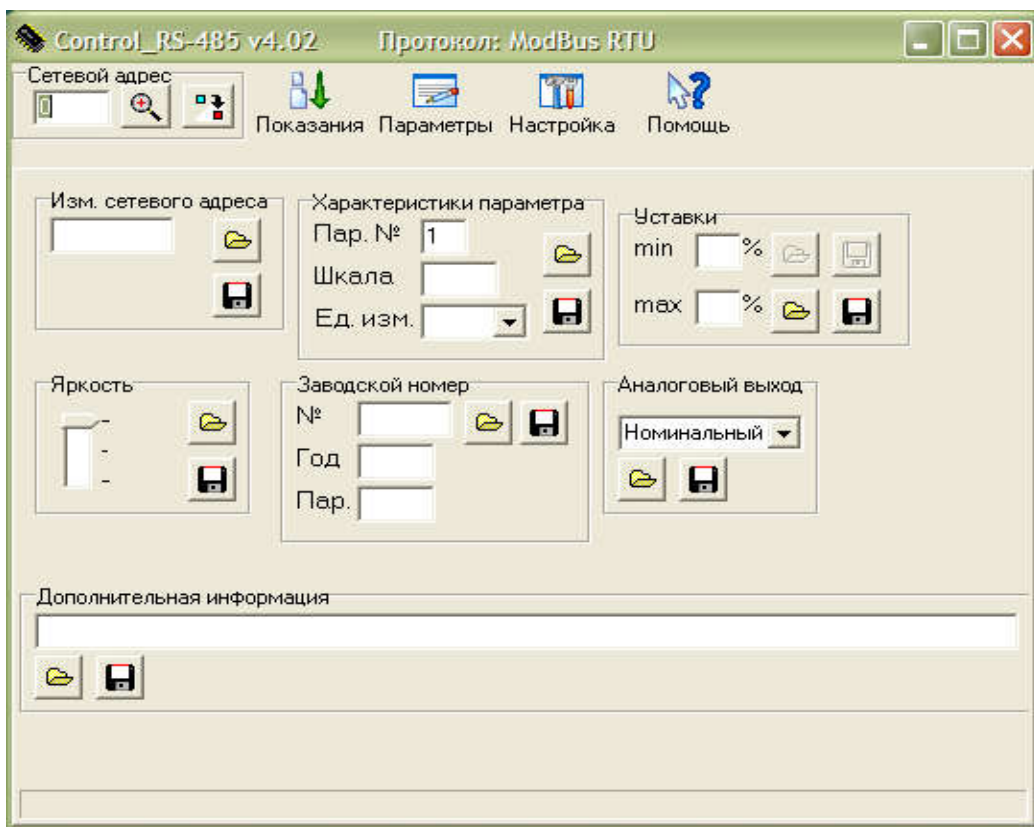 Control_RS-485 v4.02 Протокол: ModBus RTU
Сетевой адрес
Показания Параметры Настройка Помощь
Изм. сетевого адреса
Характеристики параметра
Пар. № 1
Шкала
Ед. изм.
Уставки
min %
max %
Яркость
Заводской номер
№
Год
Пар.
Аналоговый выход
Номинальный
Дополнительная информация